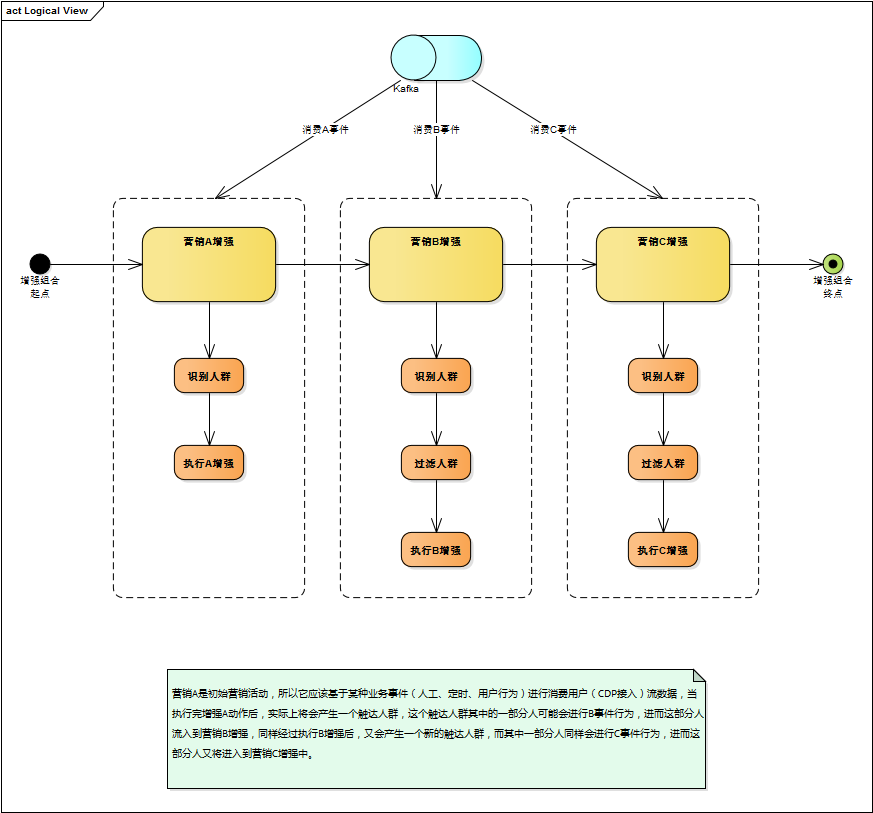 act Logical View
Kafka
消费A事件
消费B事件
消费C事件
营销A增强
营销B增强
营销C增强
增强组合
起点
增强组合
终点
识别人群
识别人群
识别人群
执行A增强
过滤人群
过滤人群
执行B增强
执行C增强
营销A是初始营销活动，所以它应该基于某种业务事件（人工、定时、用户行为）进行消费用户（CDP接入）流数据，当
执行完增强A动作后，实际上将会产生一个触达人群，这个触达人群其中的一部分人可能会进行B事件行为，进而这部分人
流入到营销B增强，同样经过执行B增强后，又会产生一个新的触达人群，而其中一部分人同样会进行C事件行为，进而这
部分人又将进入到营销C增强中。